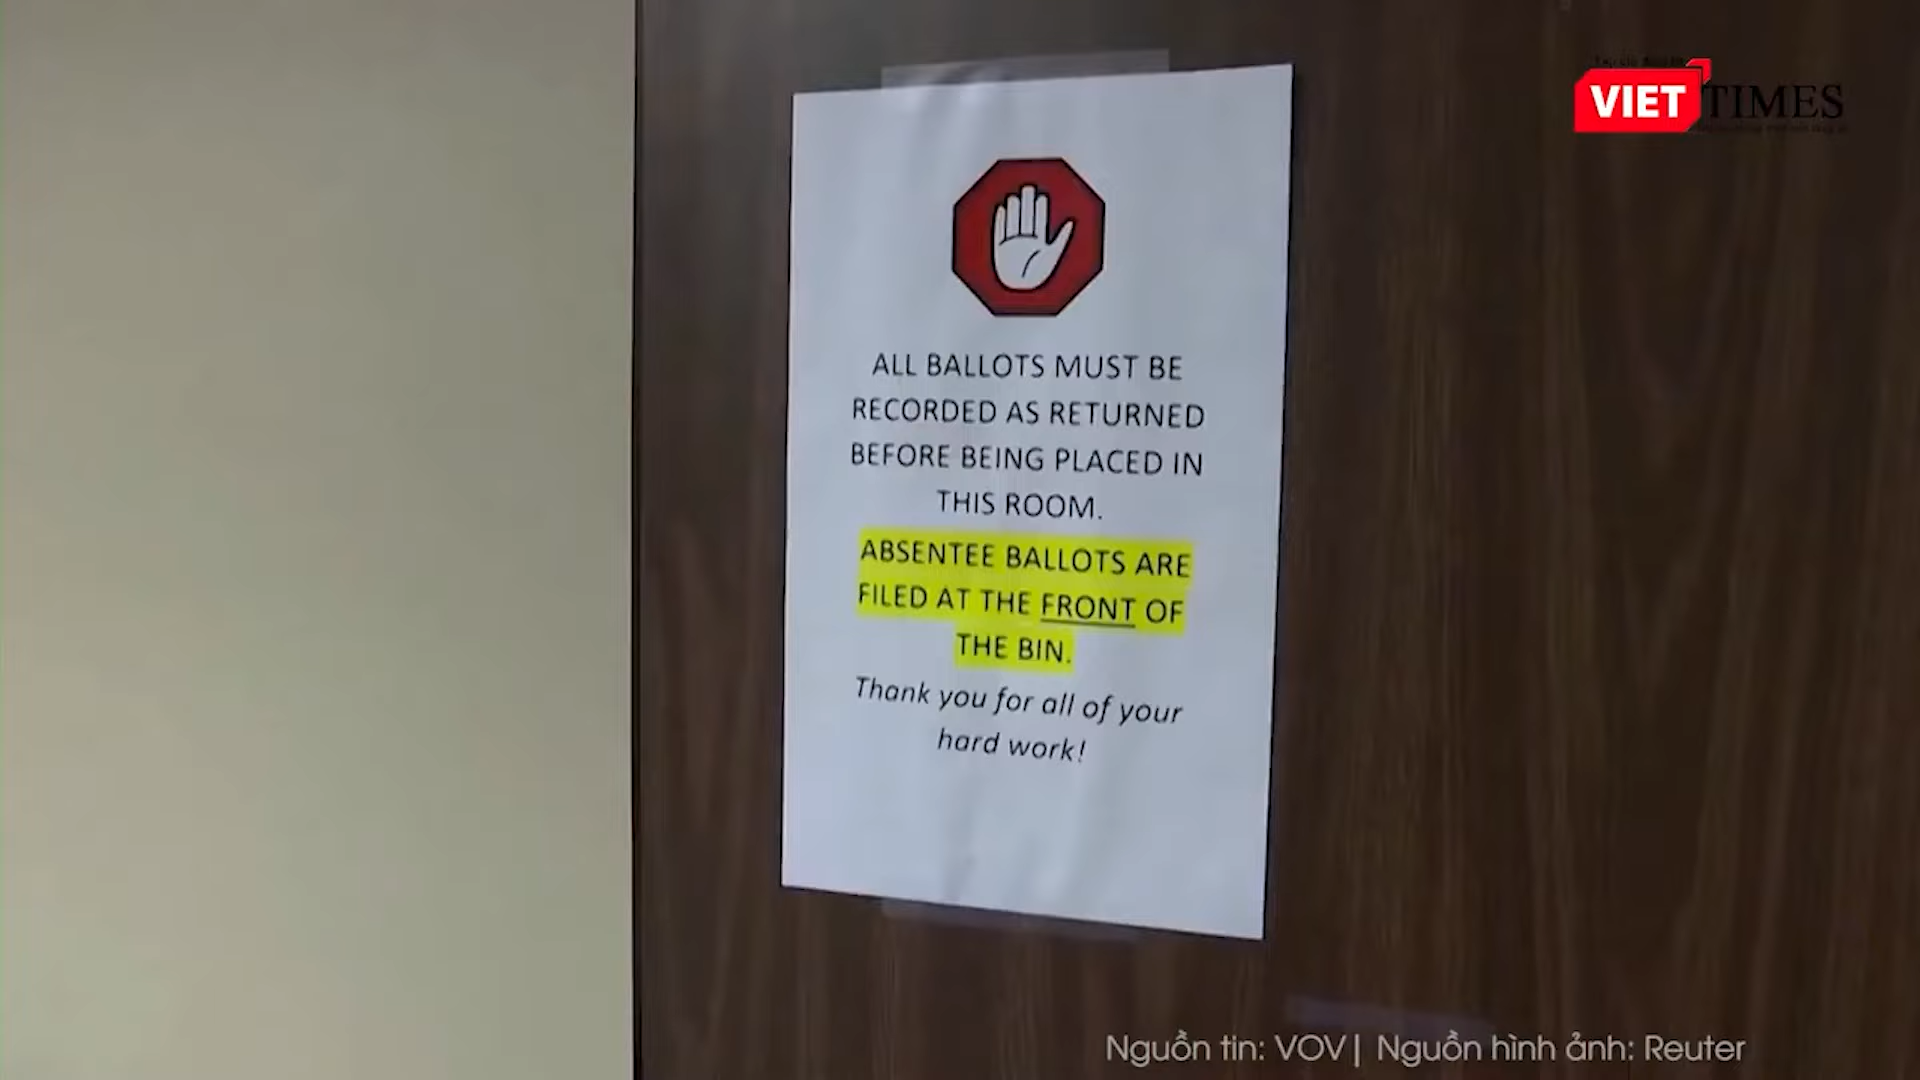 VIET TIMES
ALL BALLOTS MUST BE
RECORDED AS RETURNED
BEFORE BEING PLACED IN
THIS ROOM.
ABSENTEE BALLOTS ARE
FILED AT THE FRONT OF
THE BIN.
Thank you for all of your
hard work!
Nguồn tin: VOV| Nguồn hình ảnh: Reuter